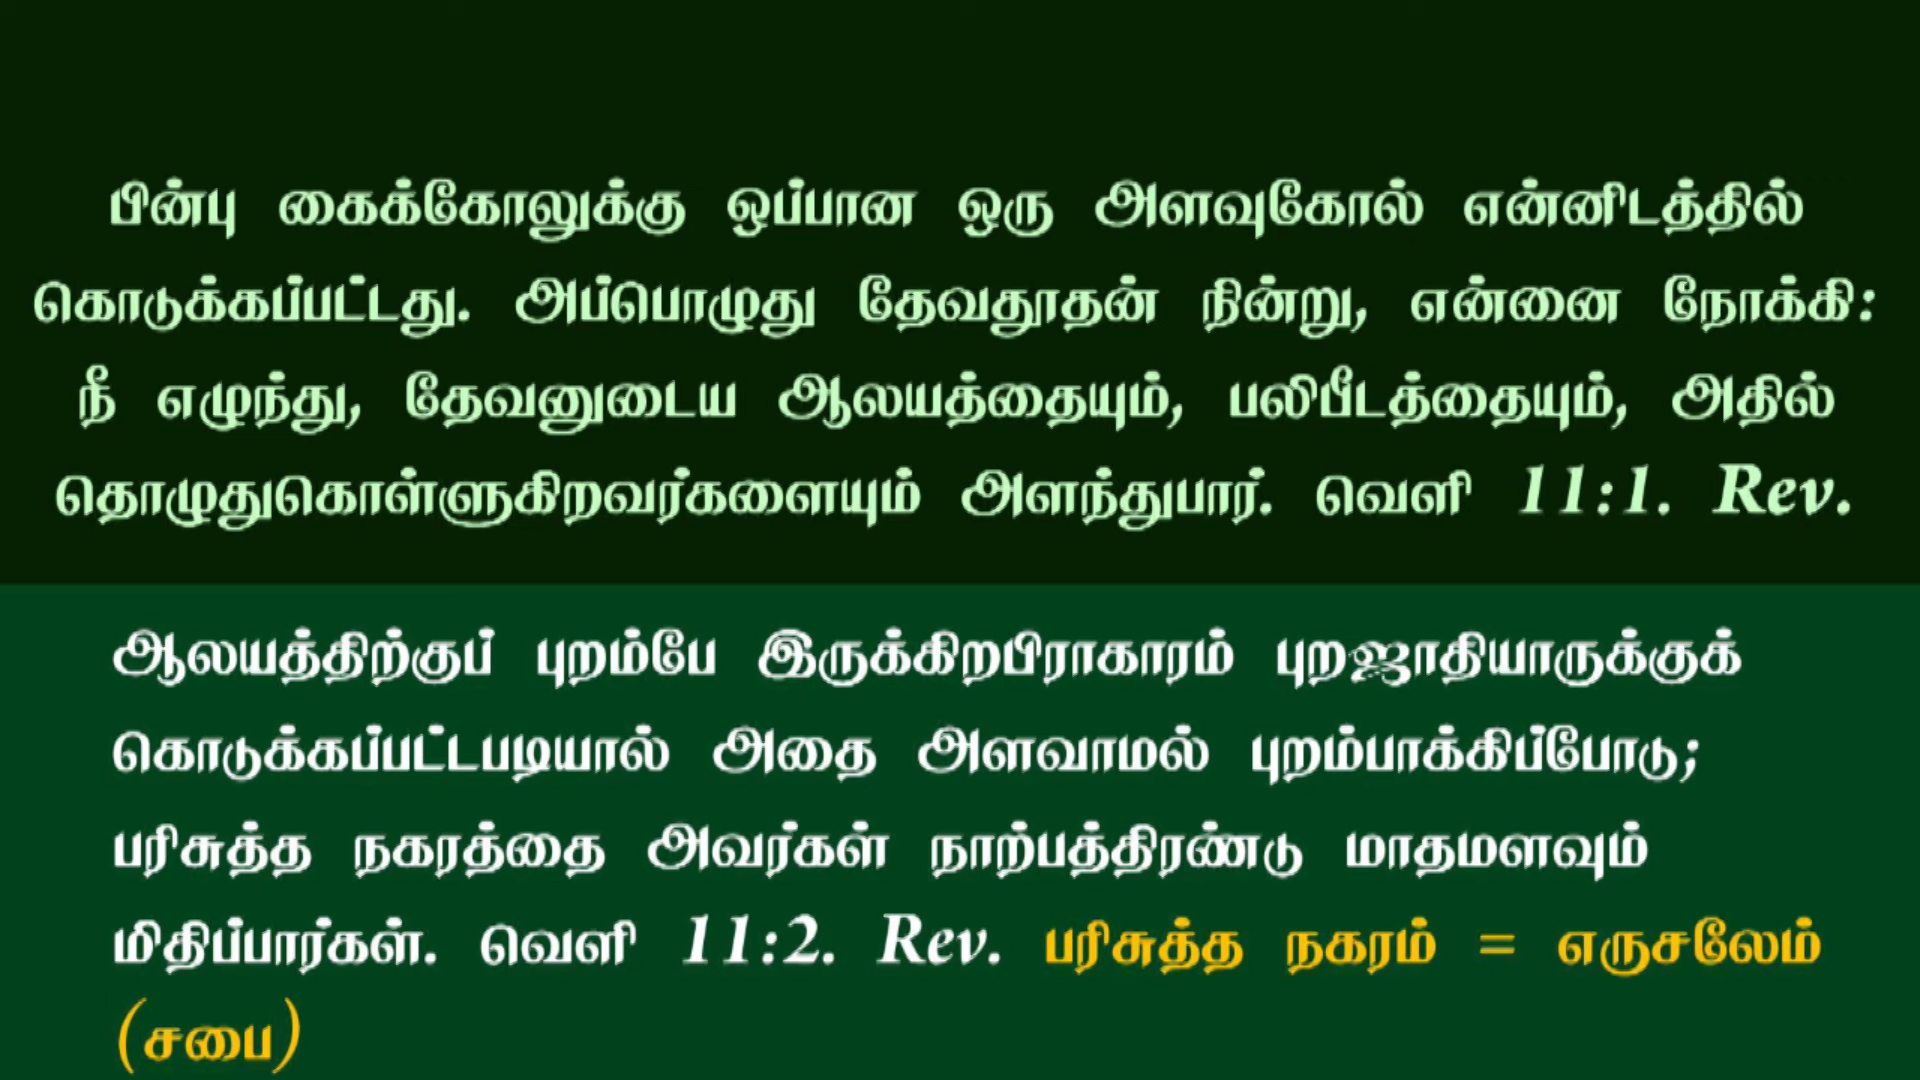 பின்பு கைக்கோலுக்கு ஒப்பான ஒரு அளவுகோல் என்னிடத்தில்
கொடுக்கப்பட்டது. அப்பொழுது தேவதூதன் நின்று, என்னை நோக்கி:
நீ எழுந்து, தேவனுடைய ஆலயத்தையும், பலிபீடத்தையும், அதில்
தொழுதுகொள்ளுகிறவர்களையும் அளந்துபார். வெளி 11:1. Rev.
ஆலயத்திற்குப் புறம்பே இருக்கிறபிராகாரம் புறஜாதியாருக்குக்
கொடுக்கப்பட்டபடியால் அதை அளவாமல் புறம்பாக்கிப்போடு;
பரிசுத்த நகரத்தை அவர்கள் நாற்பத்திரண்டு மாதமளவும்
மிதிப்பார்கள். வெளி 11:2. Rev. பரிசுத்த நகரம் = எருசலேம்
(சபை)